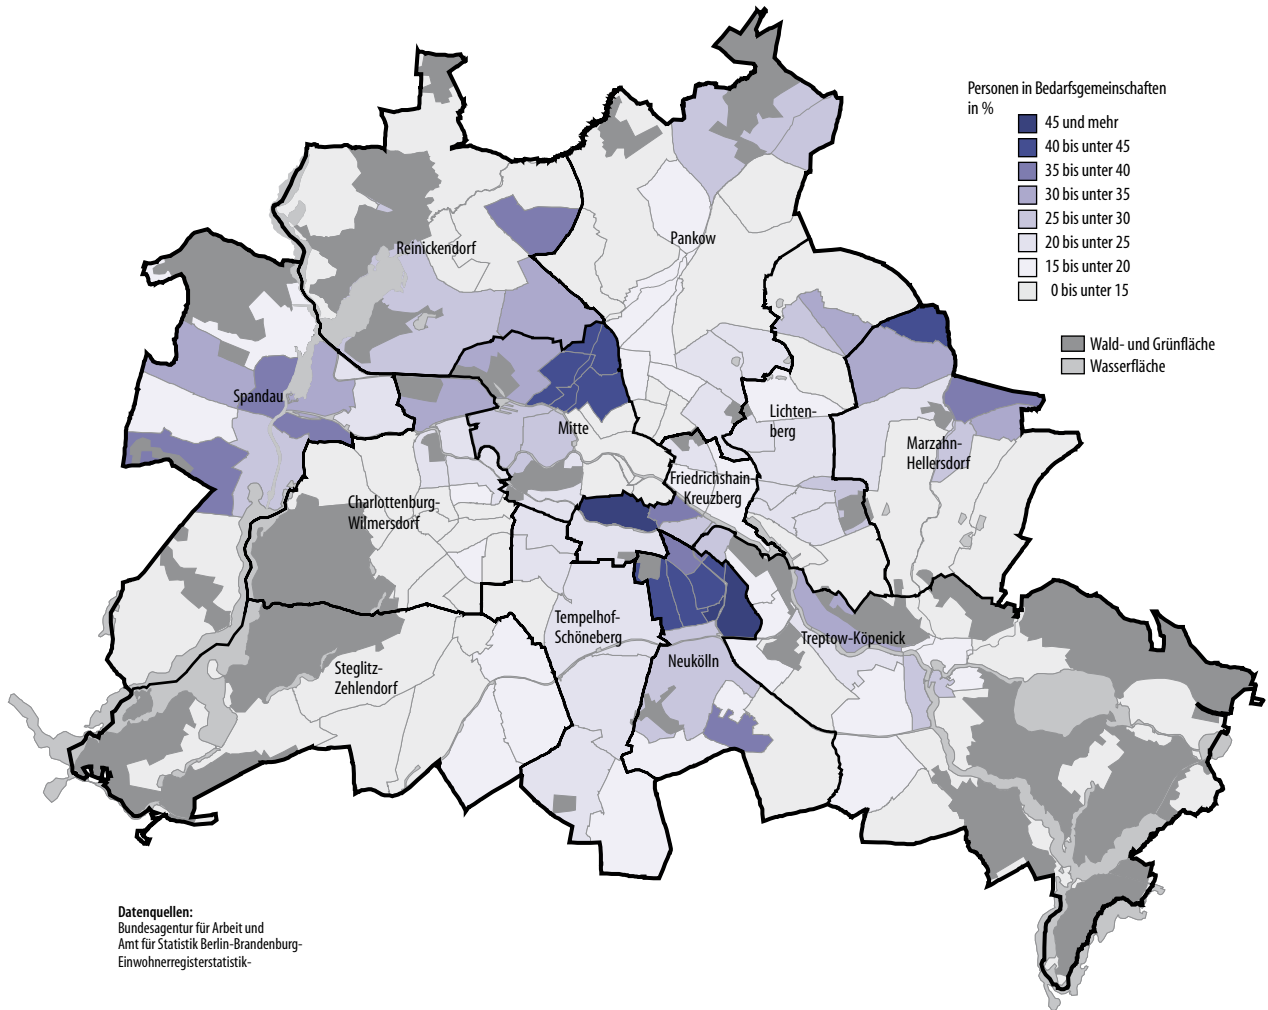 Personen in Bedarfsgemeinschaften
in %
45 und mehr
40 bis unter 45
35 bis unter 40
30 bis unter 35
25 bis unter 30
20 bis unter 25
15 bis unter 20
0 bis unter 15
Wald- und Grünfläche
Wasserfläche
Reinickendorf
Pankow
Spandau
Mitte
Lichten-
berg
Marzahn-
Hellersdorf
Friedrichshain-
Kreuzberg
Charlottenburg-
Wilmersdorf
Tempelhof-
Schöneberg
Treptow-Köpenick
Neukölln
Steglitz-
Zehlendorf
Datenquellen:
Bundesagentur für Arbeit und
Amt für Statistik Berlin-Brandenburg-
Einwohnerregisterstatistik-